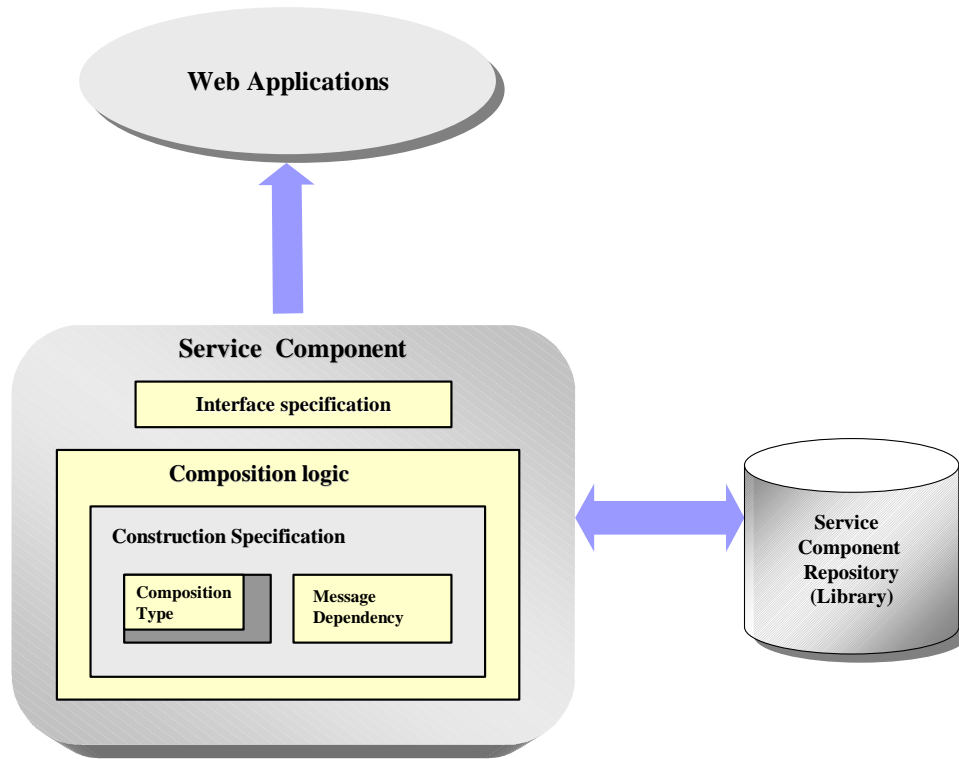 Web Applications
Service Component
Interface specification
Composition logic
Construction Specification
Composition
Type
Message
Dependency
Service
Component
Repository
(Library)